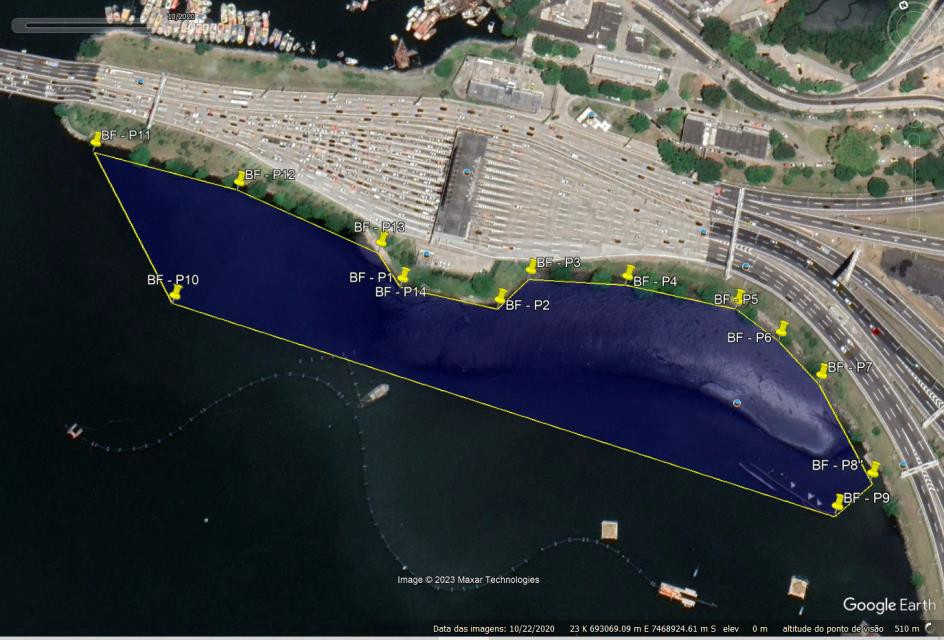 10/2020
BF - P11
BF - P12
BF - P13
BF - P3
BF - P10
BF - P1
BF - P4
BF - P14
BF - P2
BF - P5
BF - P6
BF - P7
BF - P8"
BF - P9
Image © 2023 Maxar Technologies
Google Earth
Data das imagens: 10/22/2020 23 K 693069.09 m E 7468924.61 m S elev 0 m altitude do ponto de visão 510 m